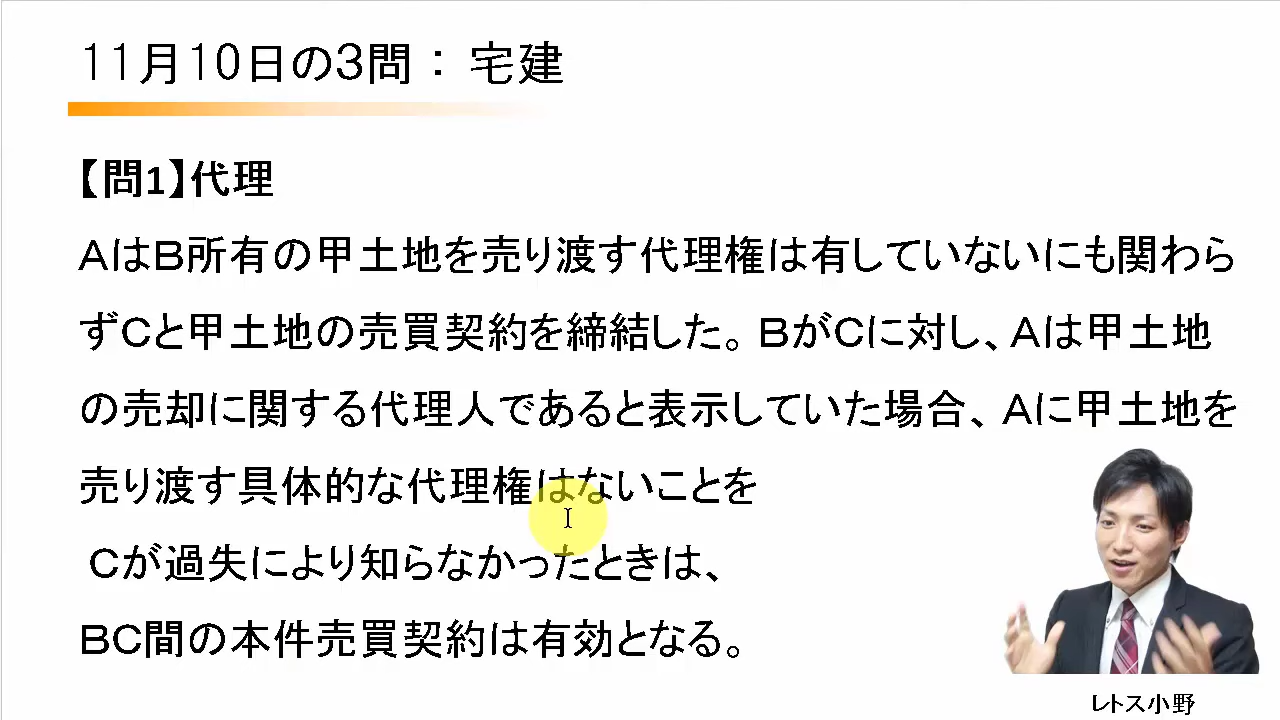 11月10日の3問：宅建
【問1】代理
AはB所有の甲土地を売り渡す代理権は有していないにも関わら
ずCと甲土地の売買契約を締結した。BがCに対し、Aは甲土地
の売却に関する代理人であると表示していた場合、Aに甲土地を
売り渡す具体的な代理権はないことを
Cが過失により知らなかったときは、
BC間の本件売買契約は有効となる。
レトス小野